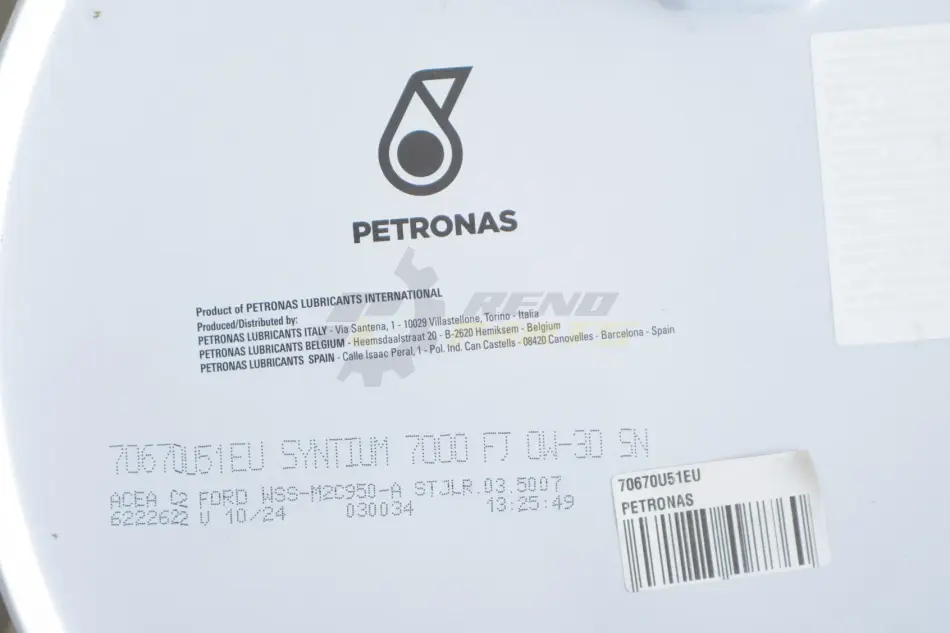 PETRONAS
Product of PETRONAS LUBRICANTS INTERNATIONAL
Produced/Distributed by:
PETRONAS LUBRICANTS ITALY - Via Santena, 1 - 10029 Villastellone, Torino - Italia
PETRONAS LUBRICANTS BELGIUM - Heemsdaalstraat 20 - B-2620 Hemiksem - Belgium
PETRONAS LUBRICANTS SPAIN - Calle Isaac Peral, 1 - Pol. Ind. Can Castells - 08420 Canovelles - Barcelona - Spain
RENO
70670U51EU SYNTIUM 7000 FJ 0W-30 SN
ACEA C2 FORD WSS-M2C950-A STJLR.03.5007
6222622 V 10/24 030034 13:25:49
70670U51EU
PETRONAS